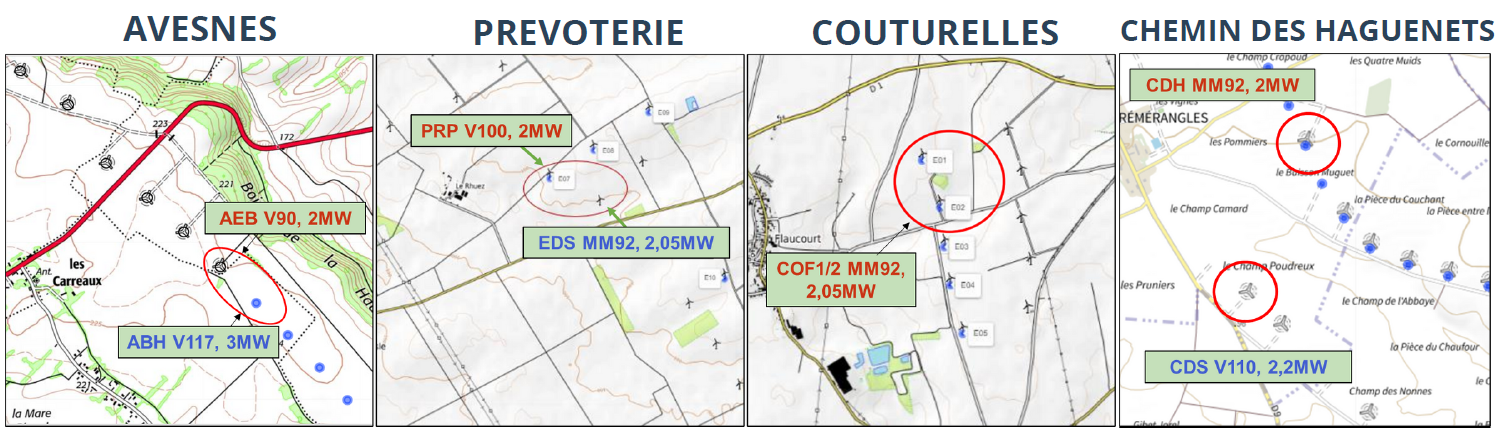 AVESNES
PREVOTERIE
COUTURELLES
CHEMIN DES HAGUENETS
223
172
221
AEB V90, 2MW
Ant.
les
Carreaux
ABH V117, 3MW
221
la Mare
la
PRP V100, 2MW
E09
E08
E07
Le Rhuez
EDS MM92, 2,05MW
E10
D1
E01
E02
Flaucourt
E03
COF1/2 MM92,
2,05MW
E04
E05
le Champ Crapaud
les Quatre Muids
CDH MM92, 2MW
les Vignes
RÉMÉRANGLES
les Pommiers
le Cornouille
le Buisson Muguet
la Pièce du Couchant
le Champ Camard
la Pièce entre l
le Champ Poudreux
les Pruniers
le Champ de l'Abbaye
la Pièce du Chaufour
CDS V110, 2,2MW
Champ des Nonnes
D9